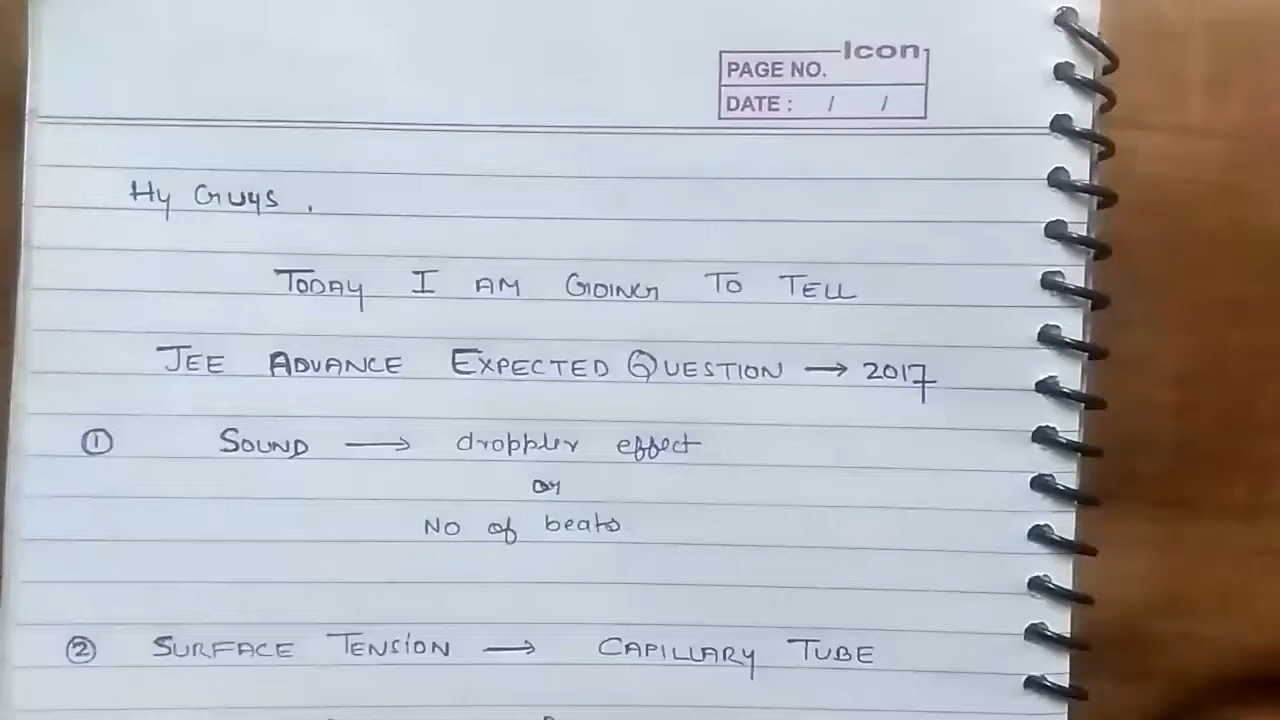 Icon
PAGE NO.
DATE : / /
Hy Guys .
TODAY I AM GOING TO TELL
JEE ADVANCE EXPECTED QUESTION → 2017
① SOUND → droppler effect
or
No of beats
② SURFACE TENSION → CAPILLARY TUBE